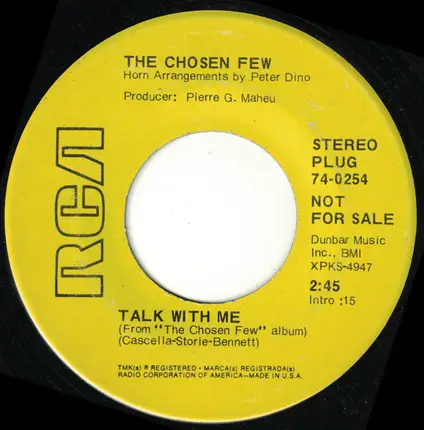 THE CHOSEN FEW
Horn Arrangements by Peter Dino
Producer: Pierre G. Maheu
RCA
STEREO
PLUG
74-0254
NOT
FOR SALE
Dunbar Music
Inc., BMI
XPKS-4947
2:45
Intro :15
TALK WITH ME
(From "The Chosen Few" album)
(Cascella-Storie-Bennett)
TMK(s) ® REGISTERED • MARCA(s) REGISTRADA(s)
RADIO CORPORATION OF AMERICA—MADE IN U.S.A.